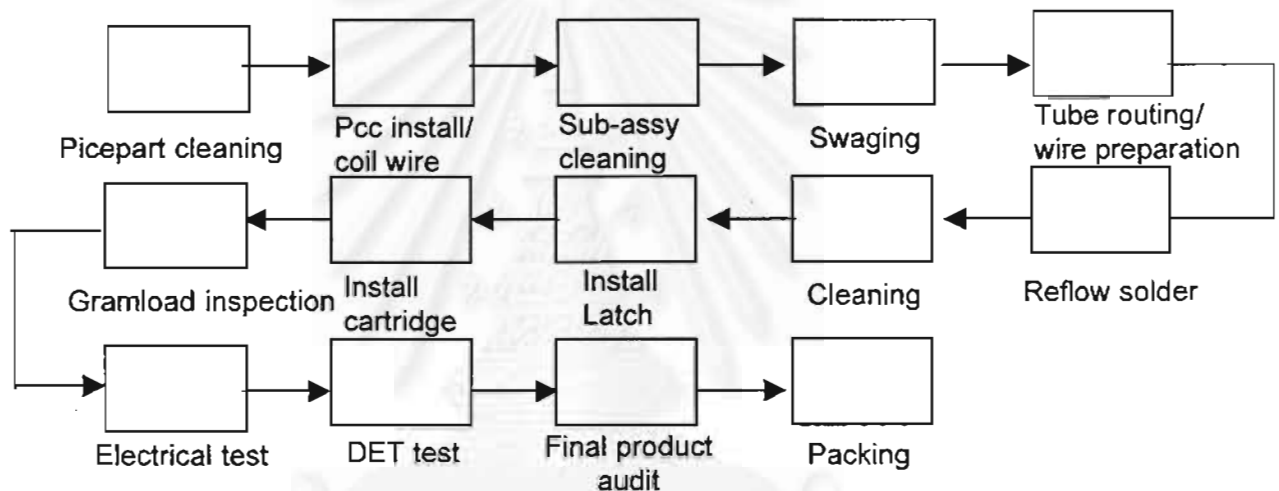 Picepart cleaning
Pcc install/
coil wire
Sub-assy
cleaning
Swaging
Tube routing/
wire preparation
Gramload inspection
Install
cartridge
Install
Latch
Cleaning
Reflow solder
Electrical test
DET test
Final product
audit
Packing